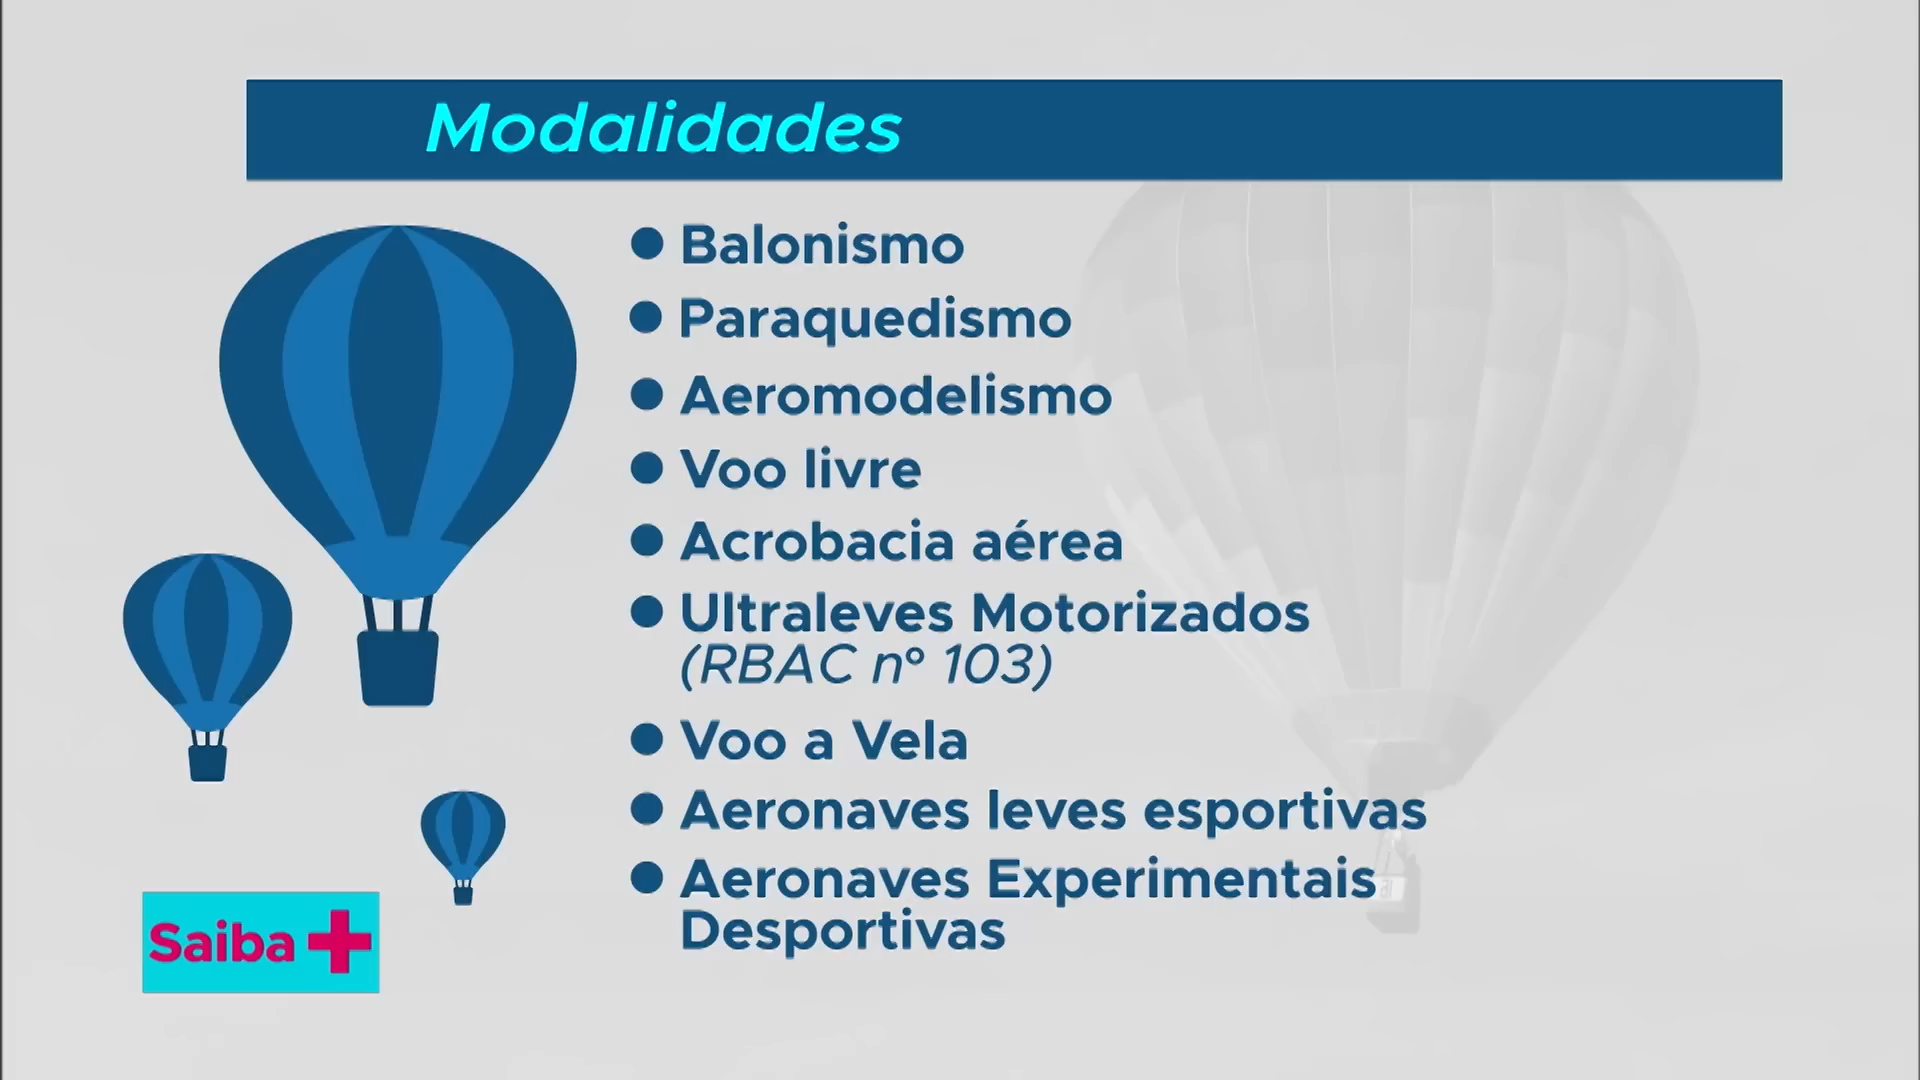 Modalidades
● Balonismo
● Paraquedismo
● Aeromodelismo
● Voo livre
● Acrobacia aérea
● Ultraleves Motorizados
(RBAC nº 103)
● Voo a Vela
● Aeronaves leves esportivas
● Aeronaves Experimentais
Desportivas
Saiba +